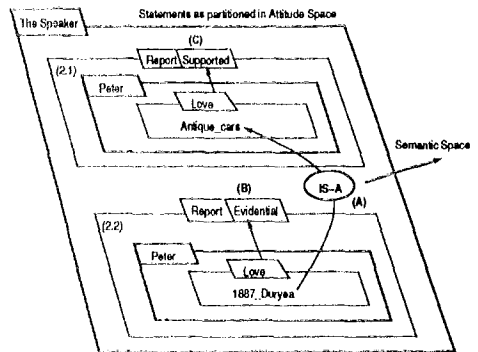 Statements as partitioned in Attitude Space
The Speaker
(C)
Report Supported
(2.1)
Peter
Love
Antique_cars
Semantic Space
IS-A
(A)
(B)
Report Evidential
(2.2)
Peter
Love
1887_Duryea